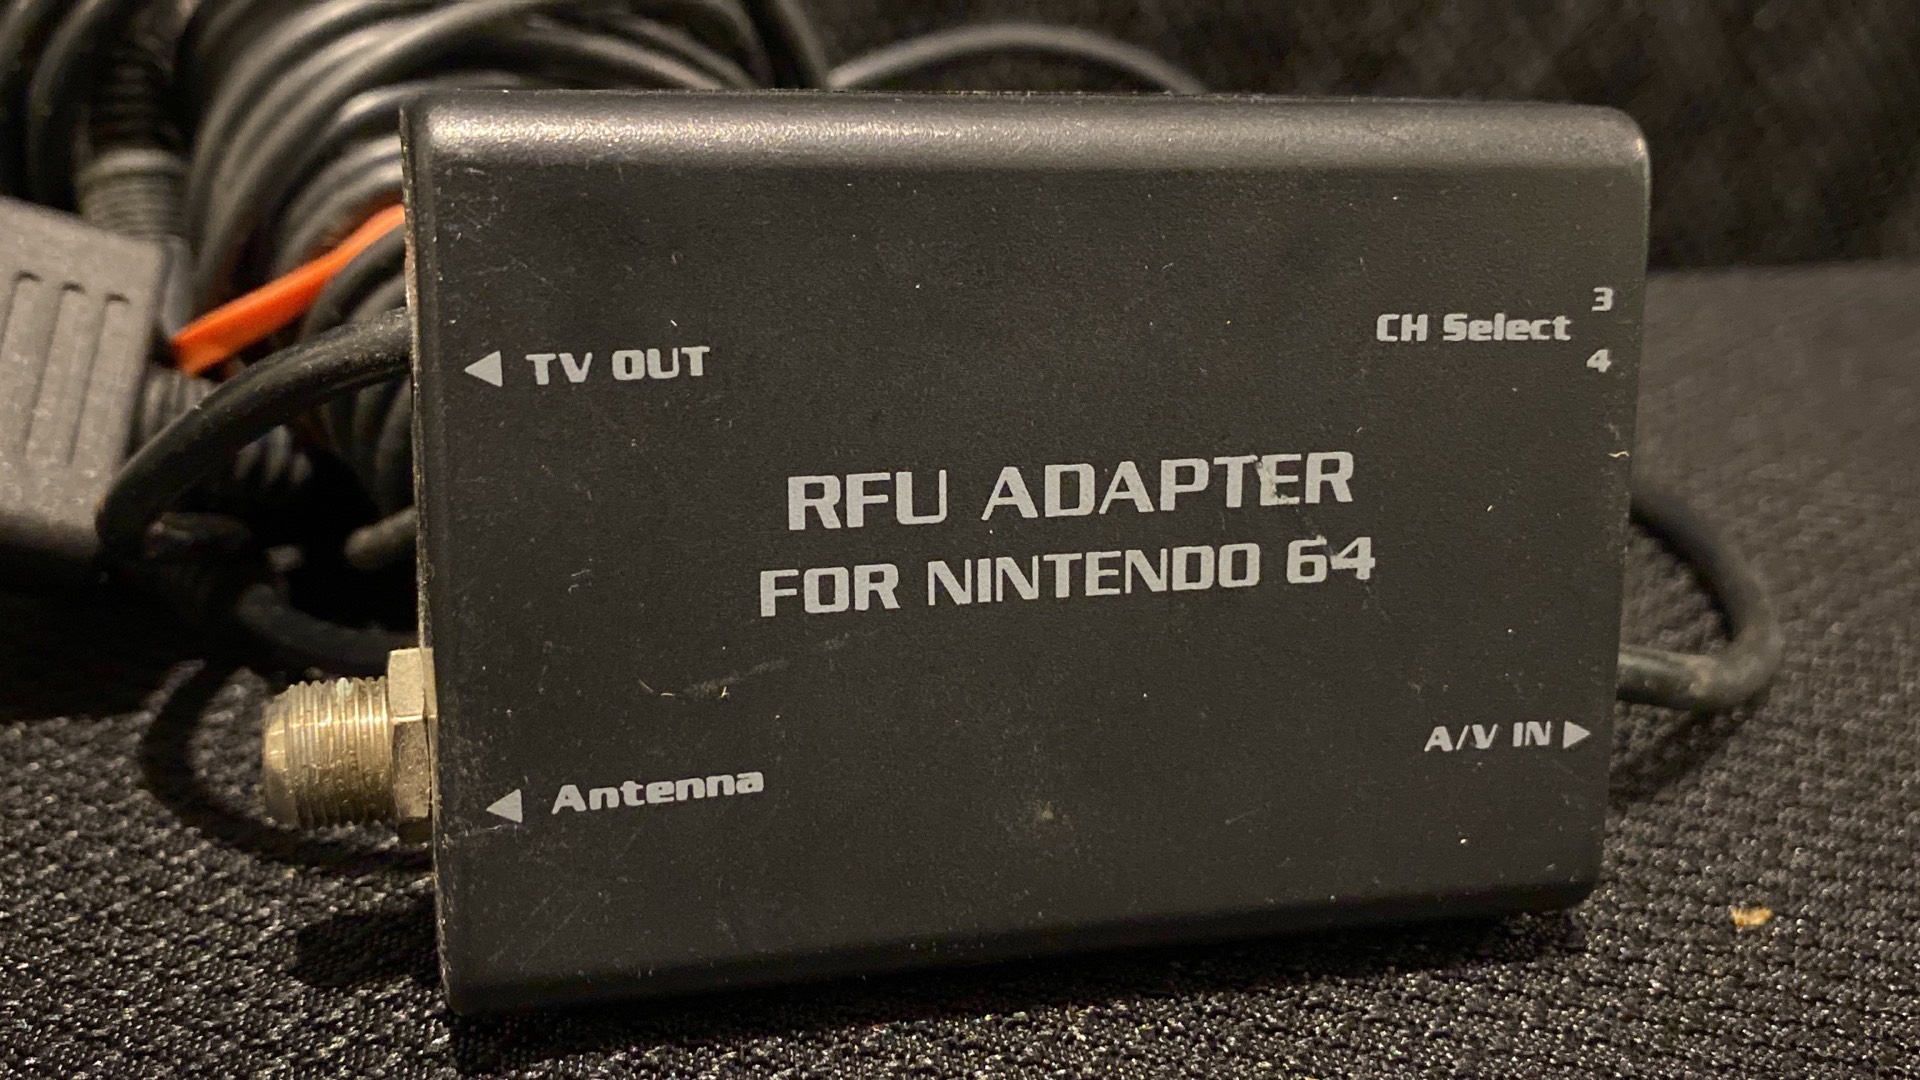 3
CH Select
4
TV OUT
RFU ADAPTER
FOR NINTENDO 64
A/V IN
Antenna